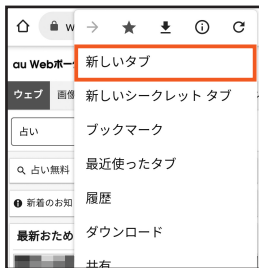 w
au Webポー
ウェブ 画像
占い
占い無料
新着のお知
最新おため
新しいタブ
新しいシークレット タブ
ブックマーク
最近使ったタブ
履歴
ダウンロード
共有